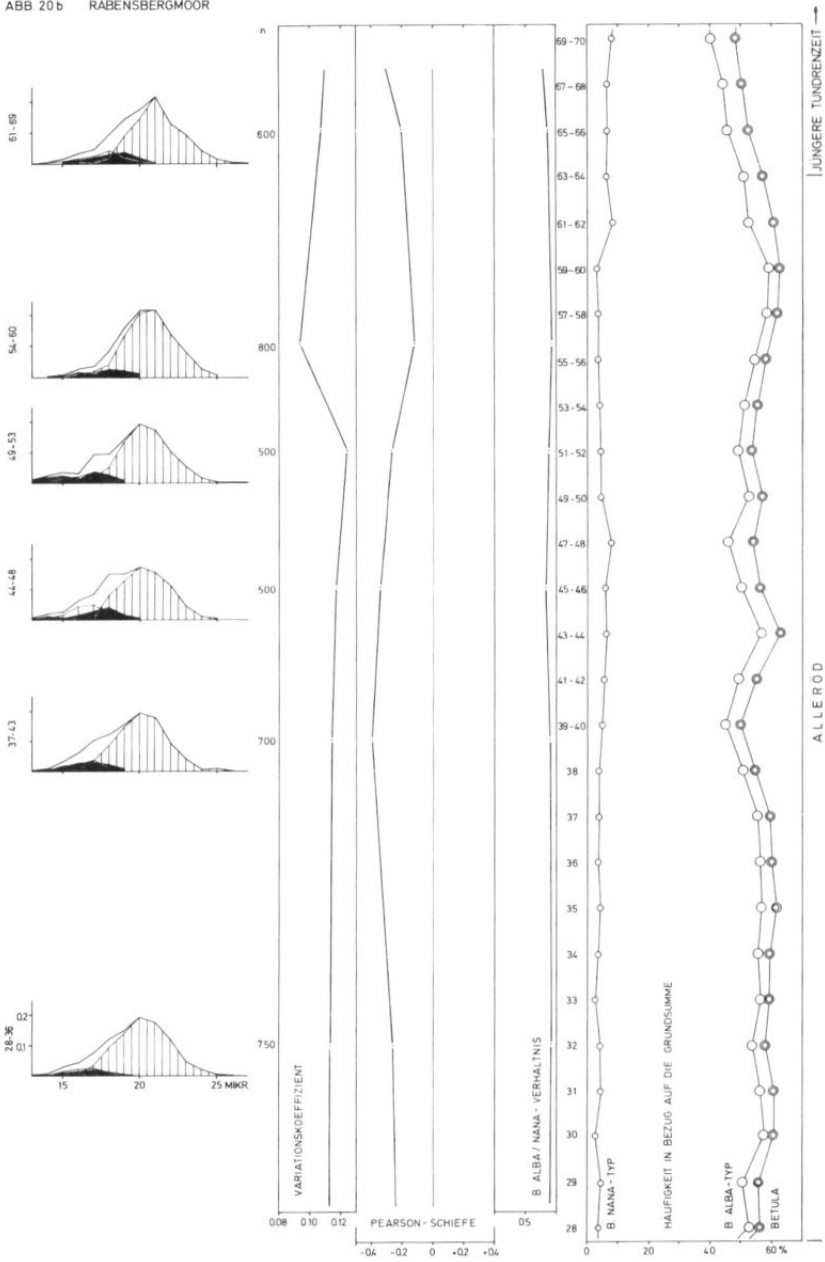 ABB. 20 b RABENSBERGMOOR
n
61-69
54-60
49-53
44-48
37-43
28-36
0.2
0.1
15 20 25 MIKR
600
800
500
500
700
750
VARIATIONSKOEFFIZIENT
0.08 0.10 0.12
PEARSON-SCHIEFE
-0.4 -0.2 0 +0.2 +0.4
B ALBA/NANA-VERHÄLTNIS
0.5
69-70
67-68
65-66
63-64
61-62
59-60
57-58
55-56
53-54
51-52
49-50
47-48
45-46
43-44
41-42
39-40
38
37
36
35
34
33
32
31
30
29
28
B. NANA-TYP
HÄUFIGKEIT IN BEZUG AUF DIE GRUNDSUMME
B ALBA-TYP
BETULA
0 20 40 60 %
JÜNGERE TUNDRENZEIT
ALLERÖD